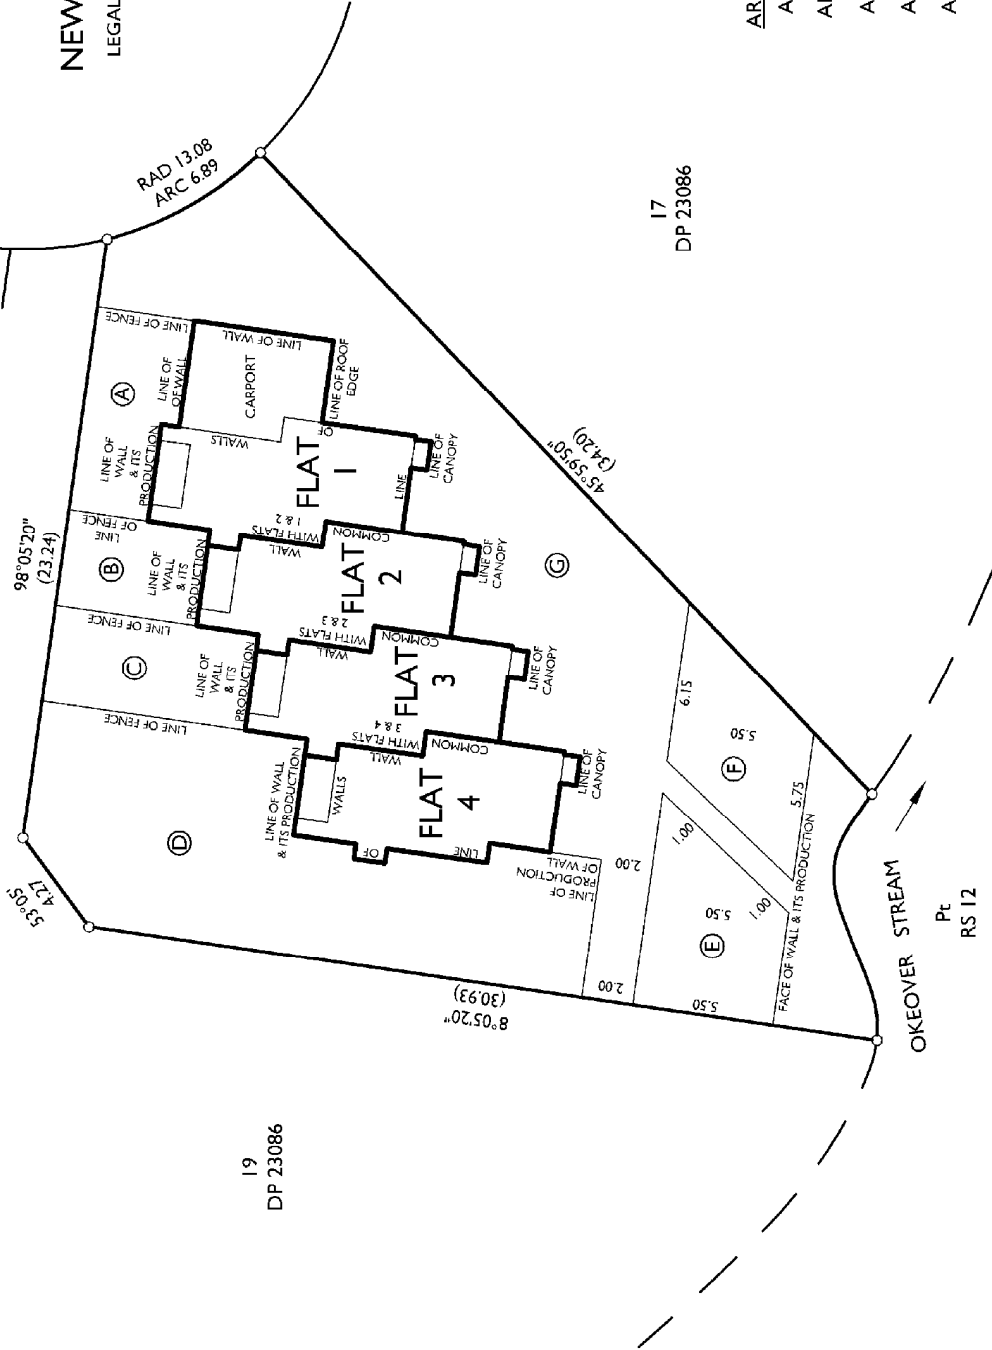 NEW
LEGAL
RAD 13.08
ARC 6.89
17
DP 23086
98°05'20"
(23.24)
LINE OF FENCE
A
LINE OF
OF WALL
CARPORT
LINE OF WALL
LINE OF ROOF
EDGE
LINE OF
WALL
& ITS
PRODUCTION
WALLS
OF
FLAT
1
LINE
LINE OF
CANOPY
LINE
OF FENCE
B
LINE OF
WALL
& ITS
PRODUCTION
COMMON
WALL
WITH FLATS
1 & 2
FLAT
2
LINE OF
CANOPY
G
45°59'50"
(34.20)
LINE OF FENCE
C
LINE OF
WALL
& ITS
PRODUCTION
COMMON
WALL
WITH FLATS
2 & 3
FLAT
3
LINE OF
CANOPY
LINE OF FENCE
D
LINE OF WALL
& ITS PRODUCTION
COMMON
WALL
WITH FLATS
3 & 4
WALLS
OF
LINE
FLAT
4
LINE OF
CANOPY
53°05'
4.27
LINE OF
PRODUCTION
OF WALL
2.00
2.00
8°05'20"
(30.93)
6.15
5.50
F
5.75
1.00
1.00
5.50
E
5.50
FACE OF WALL & ITS PRODUCTION
OKEOVER STREAM
Pt
RS 12
19
DP 23086
AR
A
A
A
A